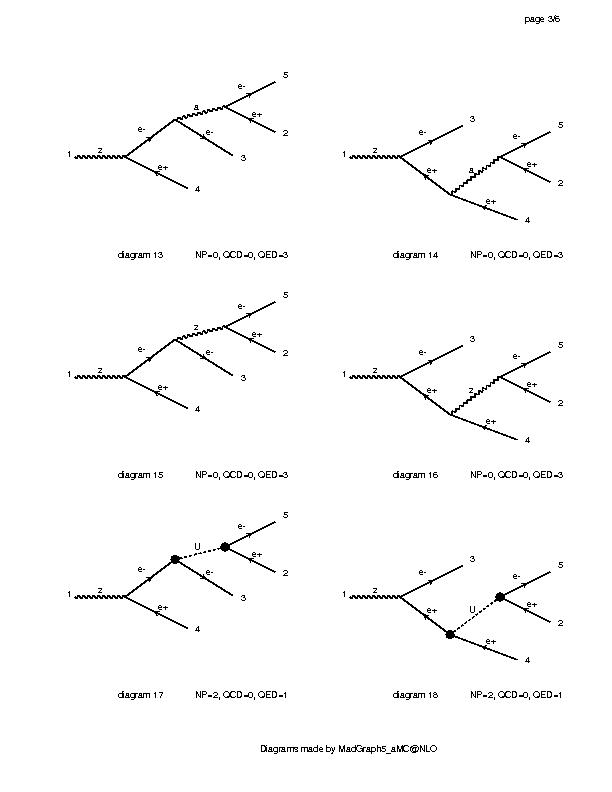 page 3/6
5
a
e-
e+
e-
2
e-
3
z
1
e+
4
diagram 13 NP=0, QCD=0, QED=3
3
e-
5
e-
z
1
e+
a
e+
2
e+
4
diagram 14 NP=0, QCD=0, QED=3
5
e-
z
e+
e-
2
e-
3
z
1
e+
4
diagram 15 NP=0, QCD=0, QED=3
3
e-
5
e-
z
1
e+
z
e+
2
e+
4
diagram 16 NP=0, QCD=0, QED=3
5
e-
U
e+
e-
2
e-
3
z
1
e+
4
diagram 17 NP=2, QCD=0, QED=1
3
e-
5
e-
z
1
e+
U
e+
2
e+
4
diagram 18 NP=2, QCD=0, QED=1
Diagrams made by MadGraph5_aMC@NLO